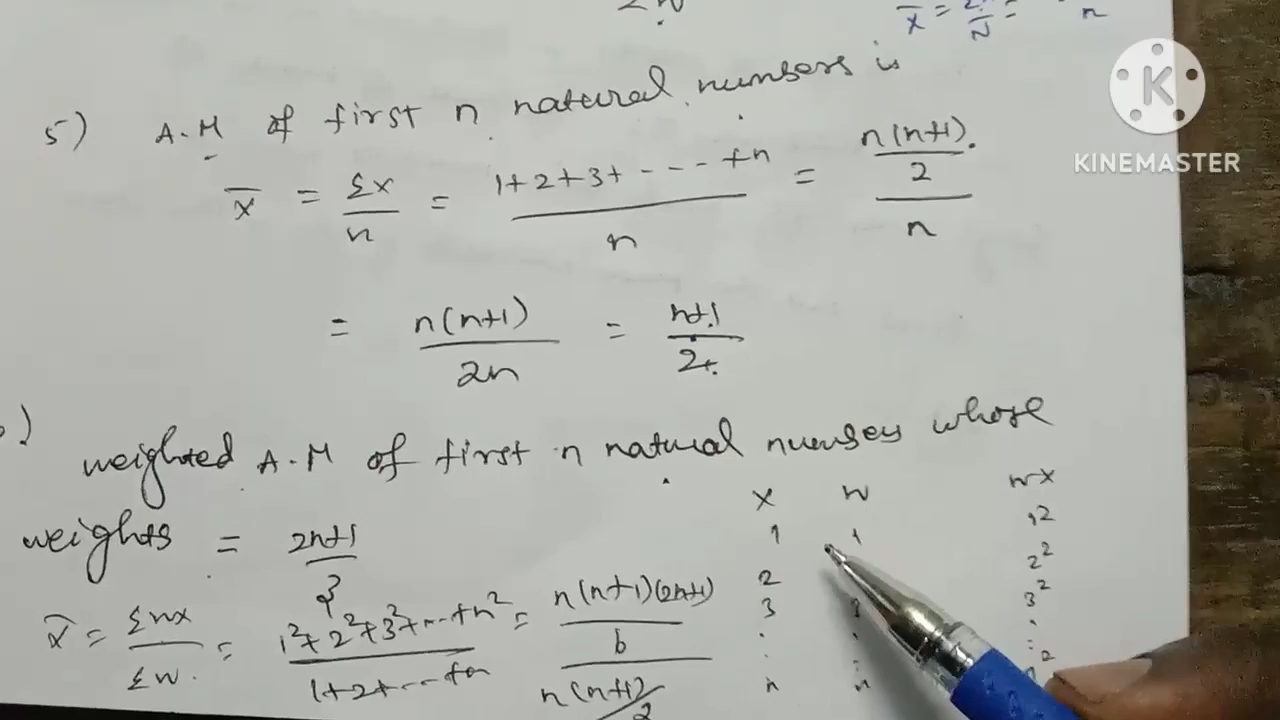 x̄ = — = n
N
5) A.M of first n natural numbers is
x̄ = Σx/n = 1+2+3+----+n/n = n(n+1)/2/n
= n(n+1)/2n = n+1/2
weighted A.M of first n natural numbers whose
weights = 2n+1/3
x w wx
1 1 1²
2 2²
3 3 3²
. . :
n n n²
x̄ = Σwx/Σw = 1²+2²+3²+--+n²/1+2+---+n = n(n+1)(2n+1)/6/n(n+1)/2
K
KINEMASTER